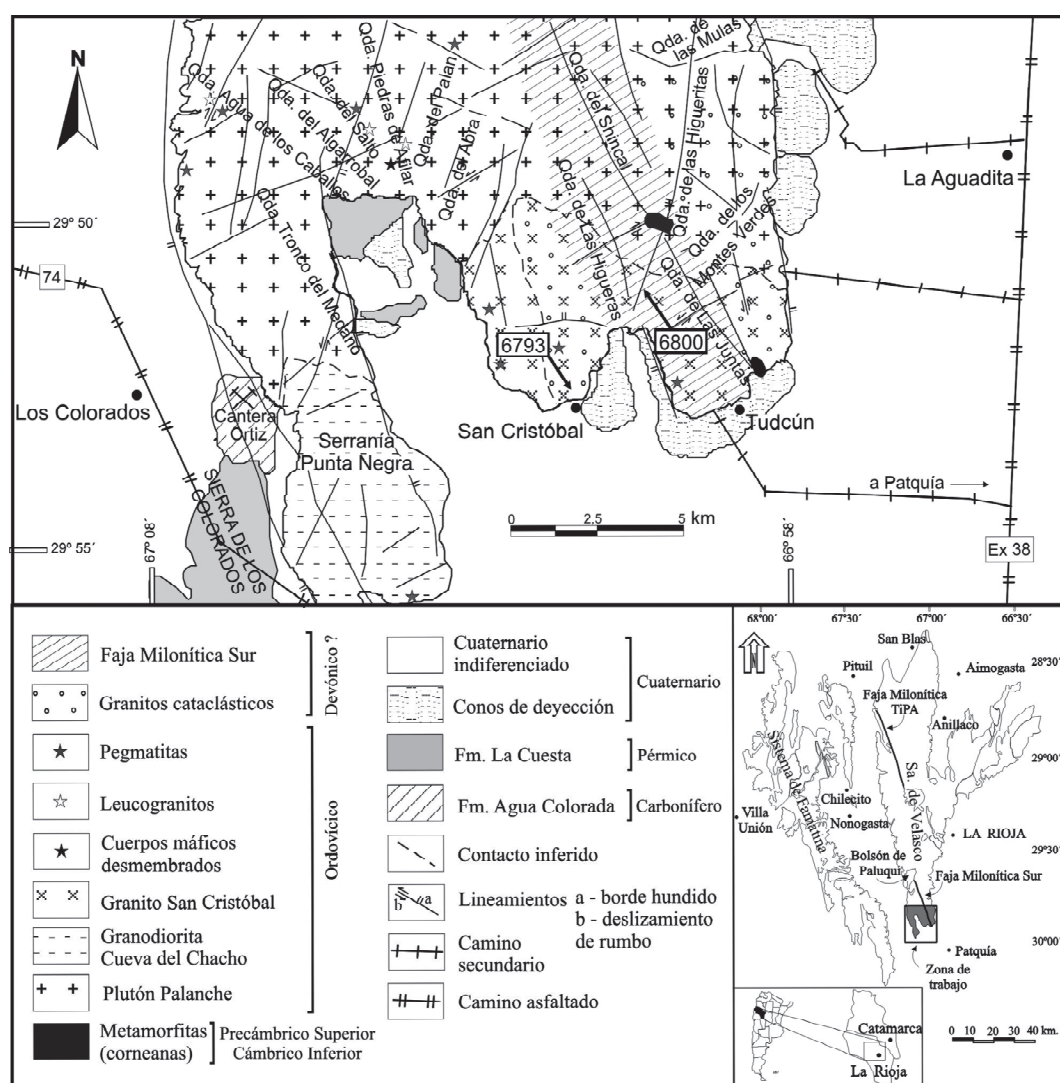 N
Qda. Agua de los Caballos
Qda. del Algarrobal
Qda. del Salto
Qda. Piedras de Afilar
Qda. del Palan
Qda. del Abra
Qda. Tronco del Medano
Qda. del Shincal
Qda. de Las Higueras
Qda. de las Higueritas
Qda. de
las Mulas
Qda. de los
Montes Verdes
Qda. de Las Juntas
La Aguadita
29° 50´
74
6793
6800
Los Colorados
Cantera
Ortiz
Serranía
Punta Negra
San Cristóbal
Tudcún
SIERRA DE LOS
COLORADOS
a Patquía
0 2.5 5 km
29° 55´
67° 08´
66° 58´
Ex 38
Faja Milonítica Sur
Granitos cataclásticos
Devónico ?
Pegmatitas
Leucogranitos
Cuerpos máficos
desmembrados
Granito San Cristóbal
Granodiorita
Cueva del Chacho
Plutón Palanche
Ordovícico
Metamorfitas
(corneanas)
Precámbrico Superior
Cámbrico Inferior
Cuaternario
indiferenciado
Conos de deyección
Cuaternario
Fm. La Cuesta
Pérmico
Fm. Agua Colorada
Carbonífero
Contacto inferido
b a
Lineamientos
a - borde hundido
b - deslizamiento
de rumbo
Camino
secundario
Camino asfaltado
68°00' 67°30' 67°00' 66°30'
N
San Blas
Pituil
Aimogasta
28°30'
Faja Milonítica
TiPA
Anillaco
29°00'
Sistema de Famatina
Sa. de Velasco
Chilecito
Nonogasta
Villa
Unión
LA RIOJA
29°30'
Bolsón de
Paluqui
Faja Milonítica Sur
30°00'
Patquía
Zona de
trabajo
Catamarca
La Rioja
0 10 20 30 40 km.